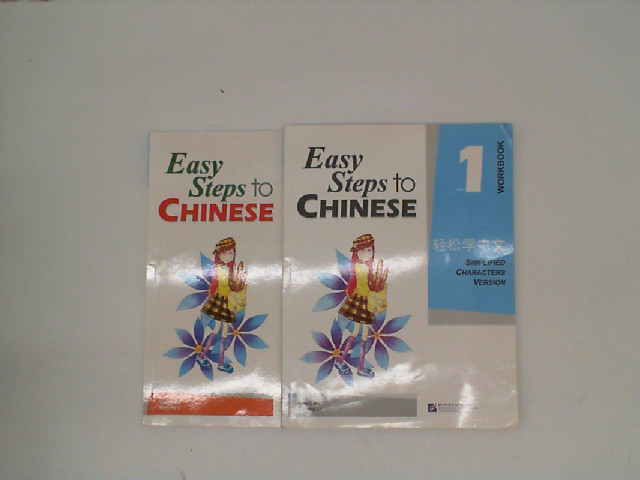 Easy
Steps to
CHINESE
Easy
Steps to
CHINESE
1
WORKBOOK
轻松学中文
SIMPLIFIED
CHARACTERS
VERSION